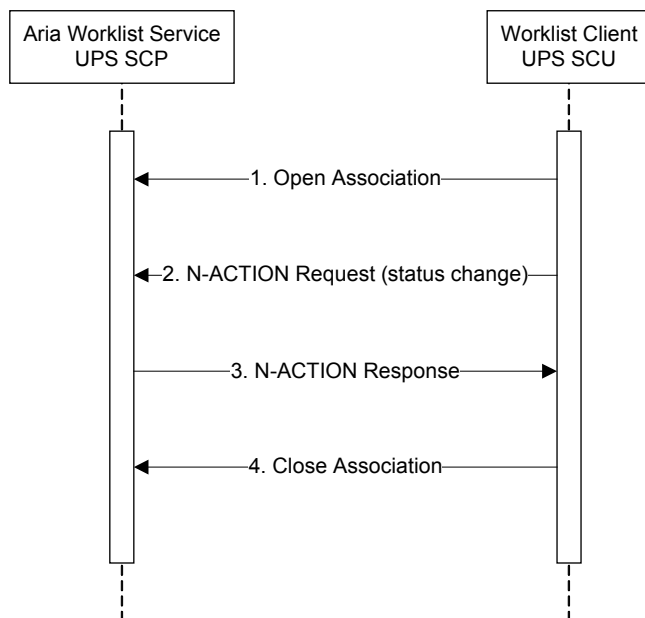 Aria Worklist Service
UPS SCP
Worklist Client
UPS SCU
1. Open Association
2. N-ACTION Request (status change)
3. N-ACTION Response
4. Close Association